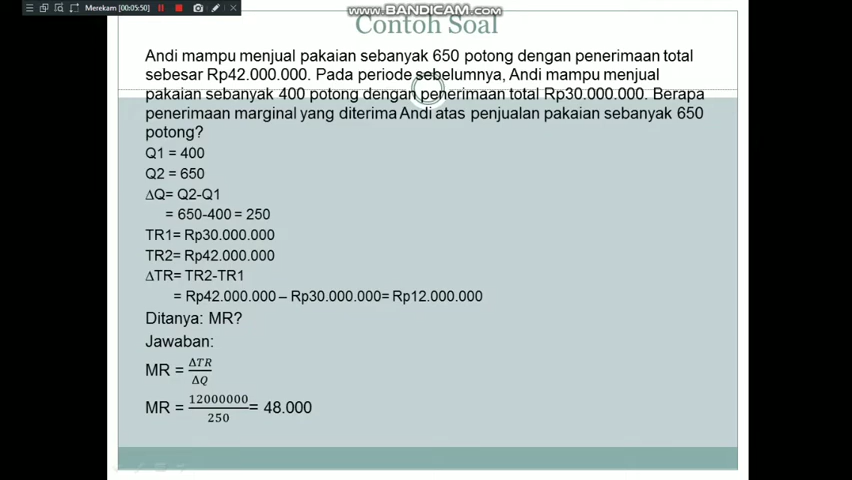 Merekam [00:05:50]
www.BANDICAM.com
Contoh Soal
Andi mampu menjual pakaian sebanyak 650 potong dengan penerimaan total
sebesar Rp42.000.000. Pada periode sebelumnya, Andi mampu menjual
pakaian sebanyak 400 potong dengan penerimaan total Rp30.000.000. Berapa
penerimaan marginal yang diterima Andi atas penjualan pakaian sebanyak 650
potong?
Q1 = 400
Q2 = 650
∆Q= Q2-Q1
= 650-400 = 250
TR1= Rp30.000.000
TR2= Rp42.000.000
∆TR= TR2-TR1
= Rp42.000.000 – Rp30.000.000= Rp12.000.000
Ditanya: MR?
Jawaban:
MR = ∆TR/∆Q
MR = 12000000/250 = 48.000